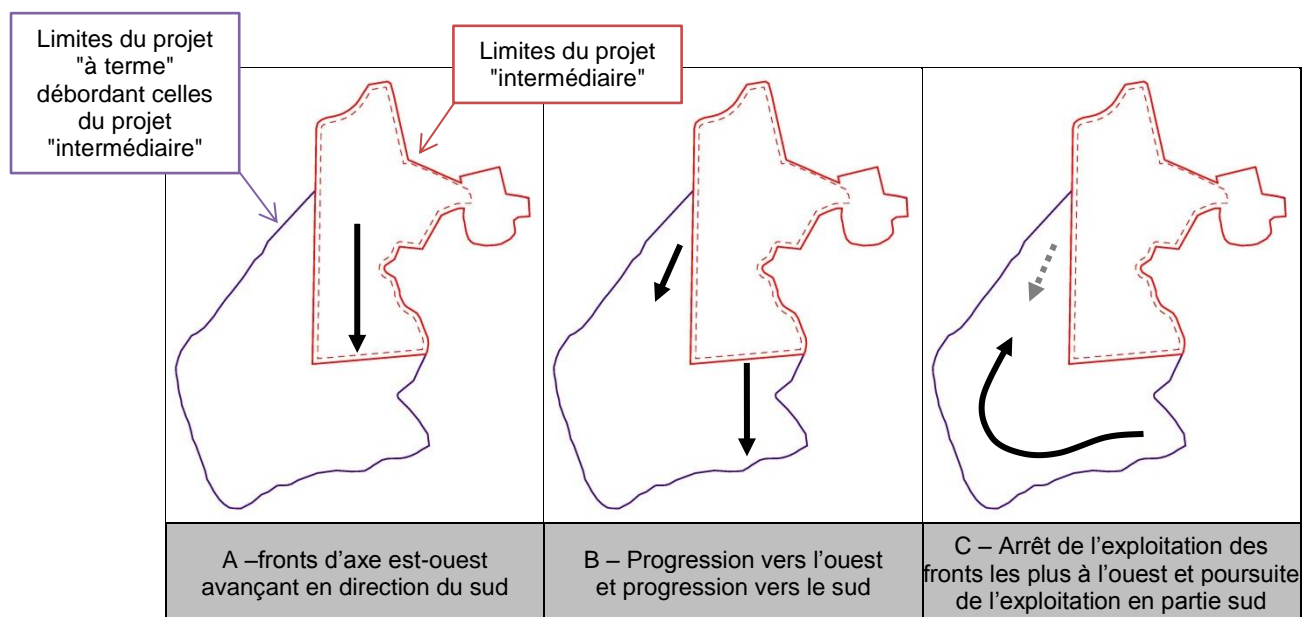 Limites du projet
"à terme"
débordant celles
du projet
"intermédiaire"
Limites du projet
"intermédiaire"
A –fronts d'axe est-ouest
avançant en direction du sud
B – Progression vers l'ouest
et progression vers le sud
C – Arrêt de l'exploitation des
fronts les plus à l'ouest et poursuite
de l'exploitation en partie sud